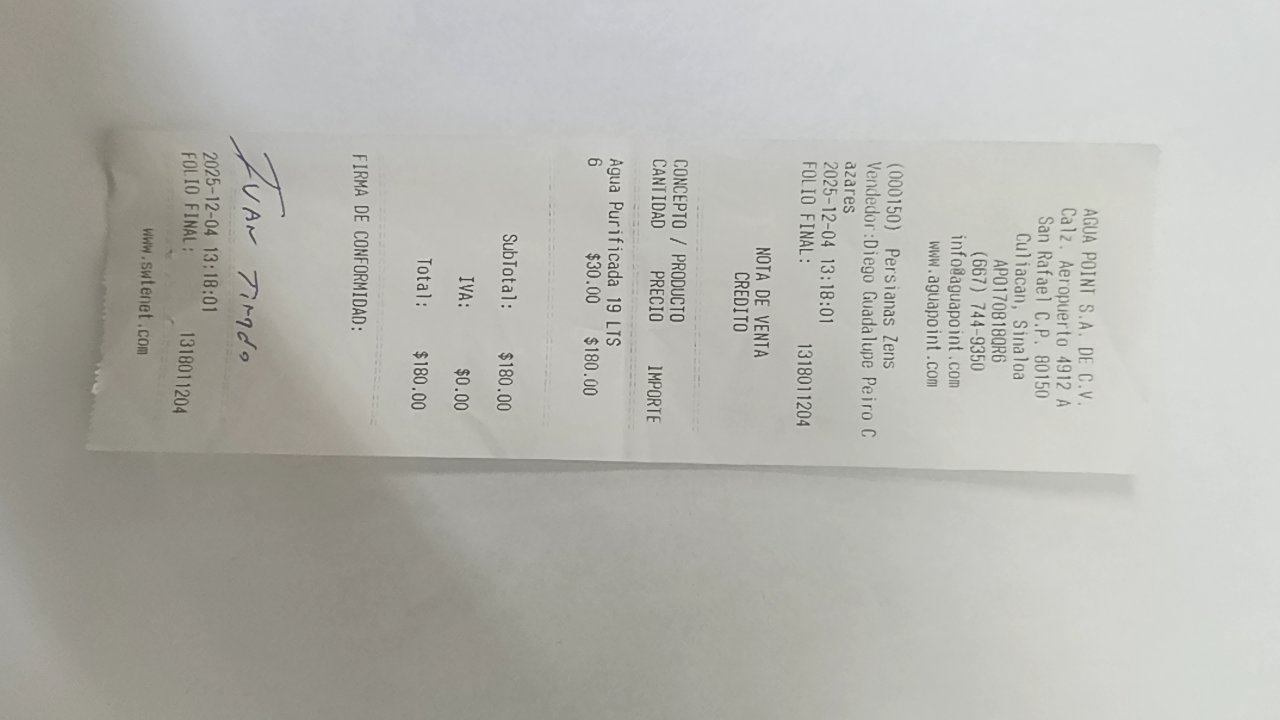 AGUA POINT S.A. DE C.V
Calz. Aeropuerto 4912 A
San Rafael C.P. 80150
Culiacan, Sinaloa
APO170818QR6
(667) 744-9350
info@aguapoint.com
www.aguapoint.com
(000150) Persianas Zens
Vendedor:Diego Guadalupe Peiro C
azares
2025-12-04 13:18:01
FOLIO FINAL: 1318011204
NOTA DE VENTA
CREDITO
CONCEPTO / PRODUCTO
CANTIDAD PRECIO IMPORTE
Agua Purificada 19 LTS
6 $30.00 $180.00
SubTotal: $180.00
IVA: $0.00
Total: $180.00
FIRMA DE CONFORMIDAD:
IVAN Tirado
2025-12-04 13:18:01
FOLIO FINAL: 1318011204
www.swtenet.com